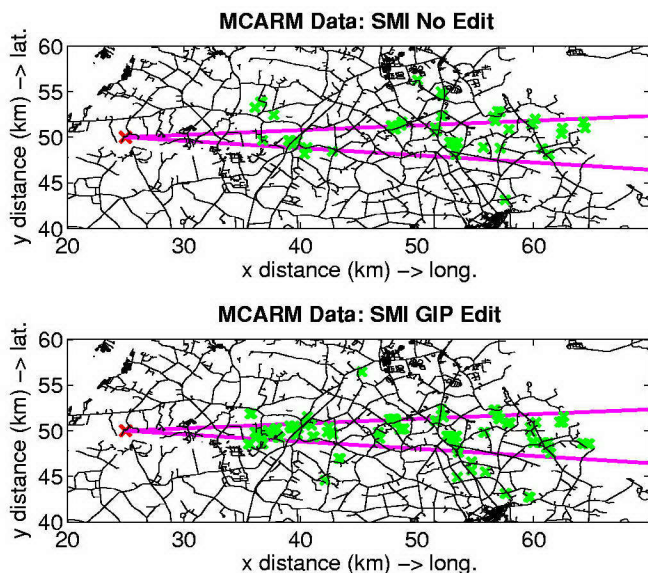 MCARM Data: SMI No Edit
60
55
50
45
40
y distance (km) –> lat.
20 30 40 50 60
x distance (km) –> long.
MCARM Data: SMI GIP Edit
60
55
50
45
40
y distance (km) –> lat.
20 30 40 50 60
x distance (km) –> long.